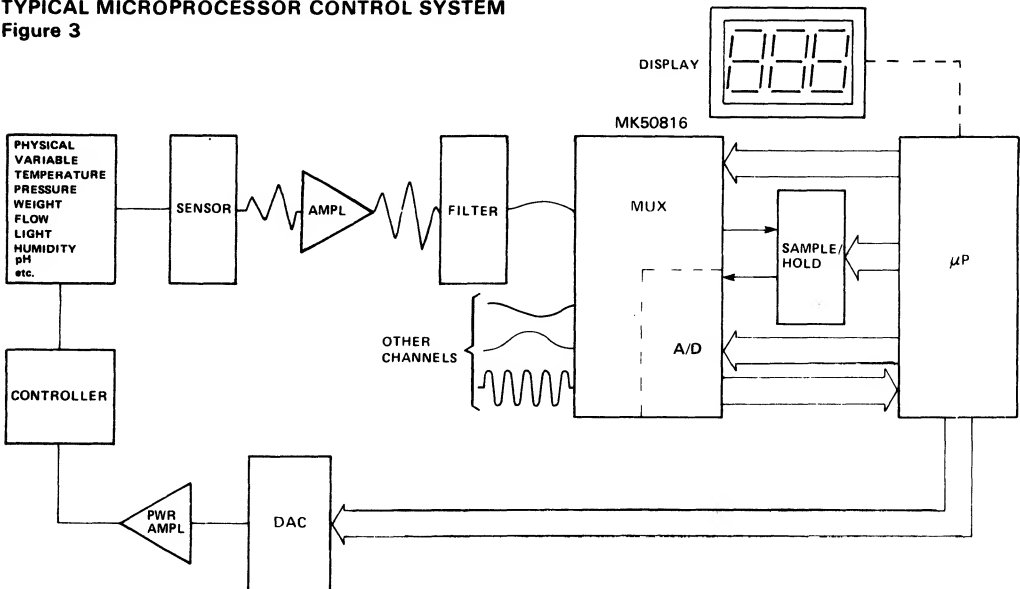 TYPICAL MICROPROCESSOR CONTROL SYSTEM
Figure 3
DISPLAY
MK50816
PHYSICAL
VARIABLE
TEMPERATURE
PRESSURE
WEIGHT
FLOW
LIGHT
HUMIDITY
pH
etc.
SENSOR
AMPL
FILTER
MUX
SAMPLE/
HOLD
μP
OTHER
CHANNELS
A/D
CONTROLLER
PWR
AMPL
DAC